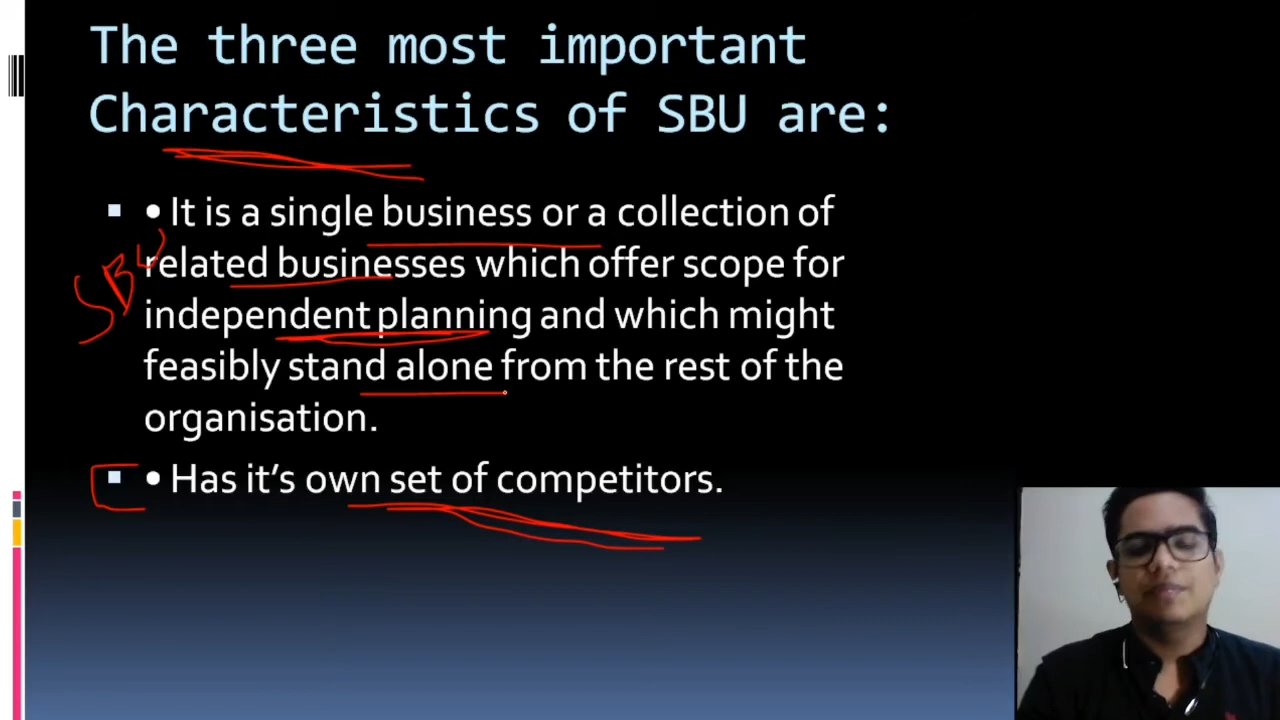 The three most important
Characteristics of SBU are:
• It is a single business or a collection of
related businesses which offer scope for
SBU
independent planning and which might
feasibly stand alone from the rest of the
organisation.
• Has it’s own set of competitors.